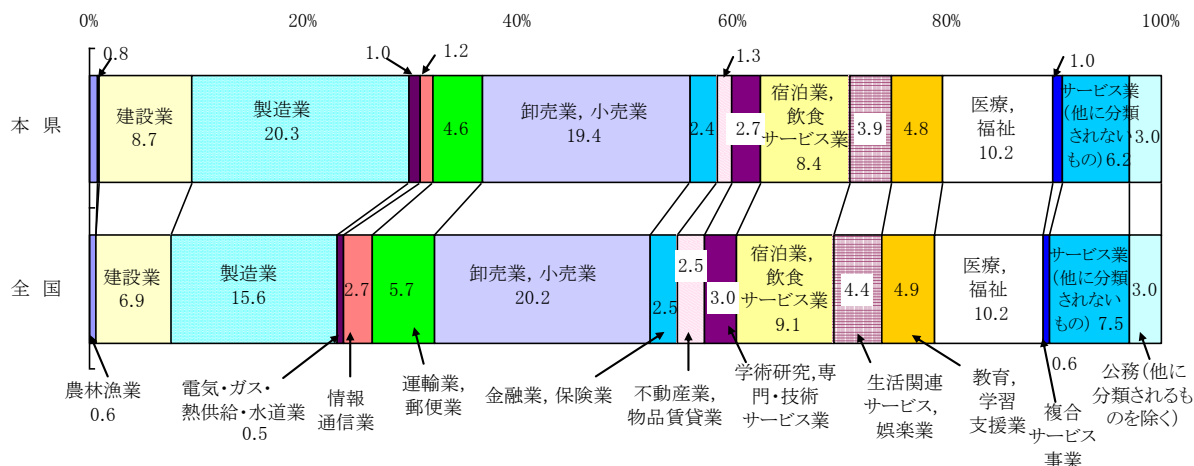 0% 20% 40% 60% 80% 100%
0.8 1.0 1.2 1.3 1.0
本 県
建設業
8.7
製造業
20.3
4.6
卸売業, 小売業
19.4
2.4
2.7
宿泊業,
飲食
サービス業
8.4
3.9
4.8
医療,
福祉
10.2
サービス業
(他に分類
されない
もの) 6.2
3.0
全 国
建設業
6.9
製造業
15.6
2.7
5.7
卸売業, 小売業
20.2
2.5
2.5
3.0
宿泊業,
飲食
サービス業
9.1
4.4
4.9
医療,
福祉
10.2
サービス業
(他に分類
されない
もの) 7.5
3.0
農林漁業
0.6
電気・ガス・
熱供給・水道業
0.5
情報
通信業
運輸業,
郵便業
金融業, 保険業
不動産業,
物品賃貸業
学術研究,専
門・技術
サービス業
生活関連
サービス,
娯楽業
教育,
学習
支援業
0.6
複合
サービス
事業
公務(他に
分類されるも
のを除く)